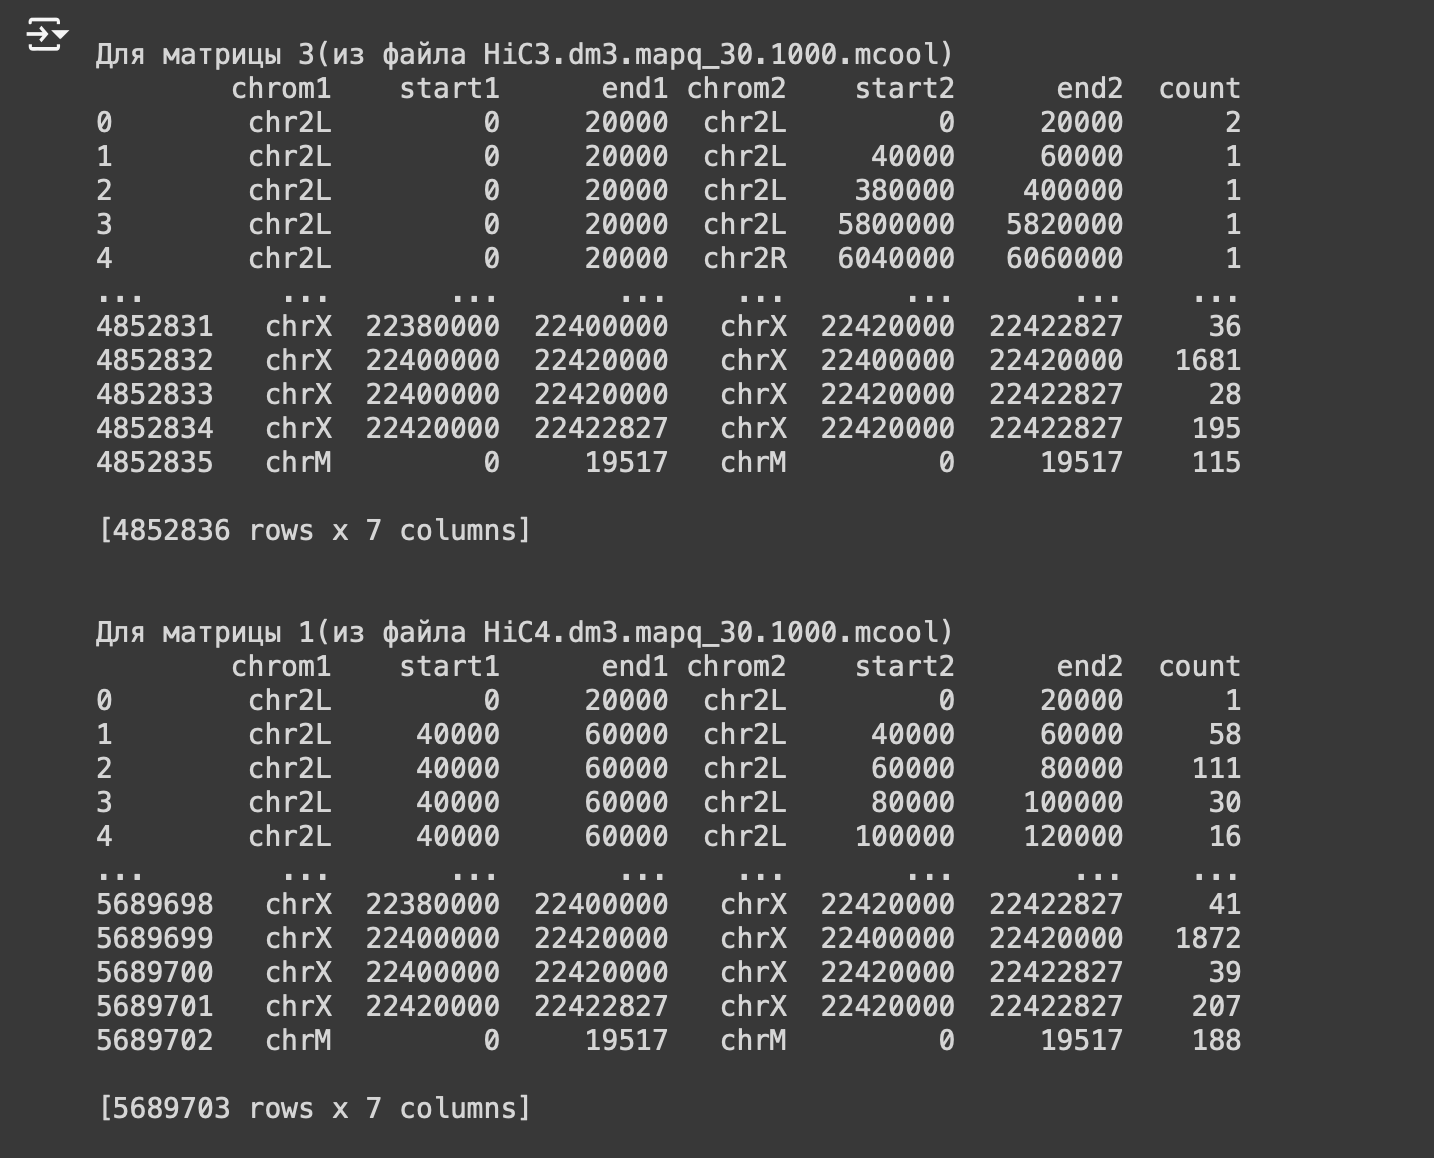 Для матрицы 3(из файла HiC3.dm3.mapq_30.1000.mcool)
chrom1 start1 end1 chrom2 start2 end2 count
0 chr2L 0 20000 chr2L 0 20000 2
1 chr2L 0 20000 chr2L 40000 60000 1
2 chr2L 0 20000 chr2L 380000 400000 1
3 chr2L 0 20000 chr2L 5800000 5820000 1
4 chr2L 0 20000 chr2R 6040000 6060000 1
... ... ... ... ... ... ... ...
4852831 chrX 22380000 22400000 chrX 22420000 22422827 36
4852832 chrX 22400000 22420000 chrX 22400000 22420000 1681
4852833 chrX 22400000 22420000 chrX 22420000 22422827 28
4852834 chrX 22420000 22422827 chrX 22420000 22422827 195
4852835 chrM 0 19517 chrM 0 19517 115
[4852836 rows x 7 columns]
Для матрицы 1(из файла HiC4.dm3.mapq_30.1000.mcool)
chrom1 start1 end1 chrom2 start2 end2 count
0 chr2L 0 20000 chr2L 0 20000 1
1 chr2L 40000 60000 chr2L 40000 60000 58
2 chr2L 40000 60000 chr2L 60000 80000 111
3 chr2L 40000 60000 chr2L 80000 100000 30
4 chr2L 40000 60000 chr2L 100000 120000 16
... ... ... ... ... ... ... ...
5689698 chrX 22380000 22400000 chrX 22420000 22422827 41
5689699 chrX 22400000 22420000 chrX 22400000 22420000 1872
5689700 chrX 22400000 22420000 chrX 22420000 22422827 39
5689701 chrX 22420000 22422827 chrX 22420000 22422827 207
5689702 chrM 0 19517 chrM 0 19517 188
[5689703 rows x 7 columns]